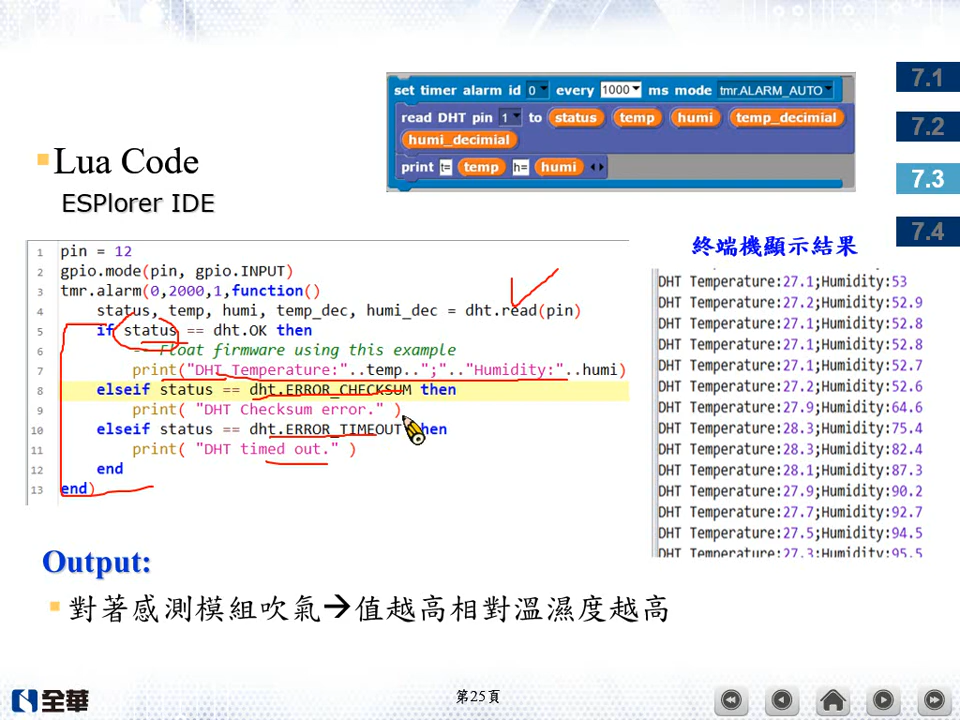 set timer alarm id 0 every 1000 ms mode tmr.ALARM_AUTO
read DHT pin 1 to status temp humi temp_decimial
humi_decimial
print t= temp h= humi
7.1
7.2
7.3
7.4
Lua Code
ESPlorer IDE
1 pin = 12
2 gpio.mode(pin, gpio.INPUT)
3 tmr.alarm(0,2000,1,function()
4 status, temp, humi, temp_dec, humi_dec = dht.read(pin)
5 if status == dht.OK then
6 -- Float firmware using this example
7 print("DHT Temperature:"..temp..";".."Humidity:"..humi)
8 elseif status == dht.ERROR_CHECKSUM then
9 print( "DHT Checksum error." )
10 elseif status == dht.ERROR_TIMEOUT then
11 print( "DHT timed out." )
12 end
13 end)
終端機顯示結果
DHT Temperature:27.1;Humidity:53
DHT Temperature:27.2;Humidity:52.9
DHT Temperature:27.1;Humidity:52.8
DHT Temperature:27.1;Humidity:52.8
DHT Temperature:27.1;Humidity:52.7
DHT Temperature:27.2;Humidity:52.6
DHT Temperature:27.9;Humidity:64.6
DHT Temperature:28.3;Humidity:75.4
DHT Temperature:28.3;Humidity:82.4
DHT Temperature:28.1;Humidity:87.3
DHT Temperature:27.9;Humidity:90.2
DHT Temperature:27.7;Humidity:92.7
DHT Temperature:27.5;Humidity:94.5
DHT Temperature:27.3;Humidity:95.5
Output:
對著感測模組吹氣→值越高相對溫濕度越高
全華
第25頁